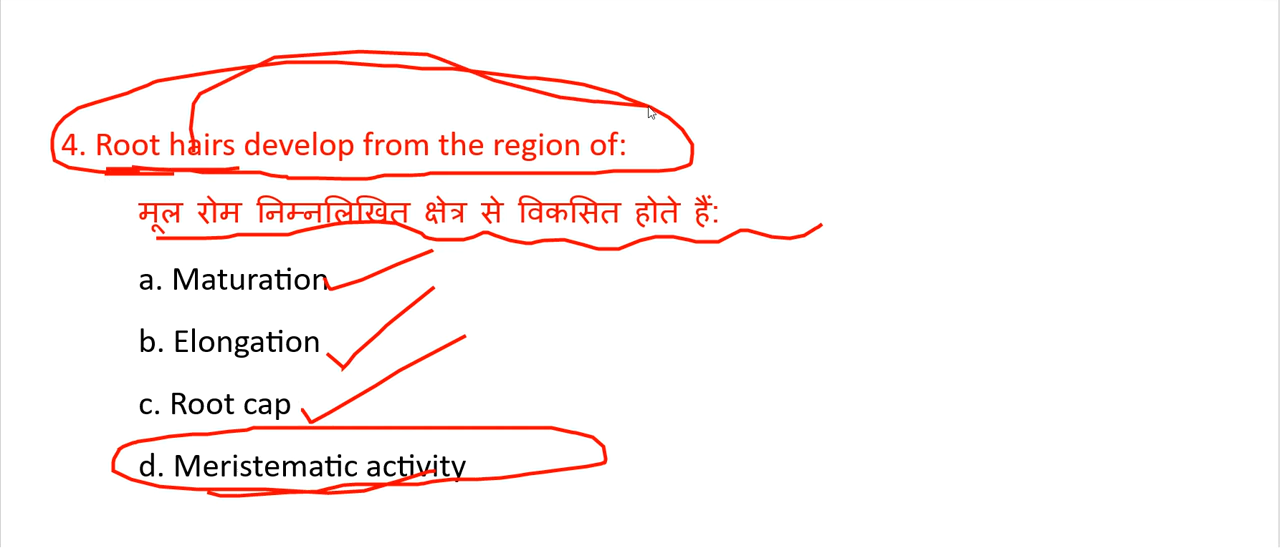 4. Root hairs develop from the region of:
मूल रोम निम्नलिखित क्षेत्र से विकसित होते हैं:
a. Maturation
b. Elongation
c. Root cap
d. Meristematic activity